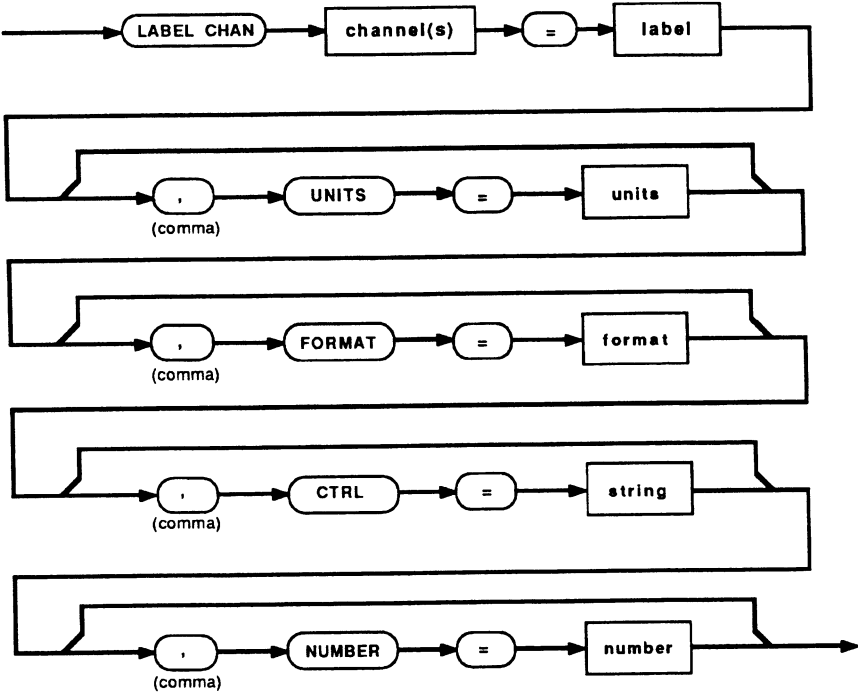 LABEL CHAN channel(s) = label
, UNITS = units
(comma)
, FORMAT = format
(comma)
, CTRL = string
(comma)
, NUMBER = number
(comma)